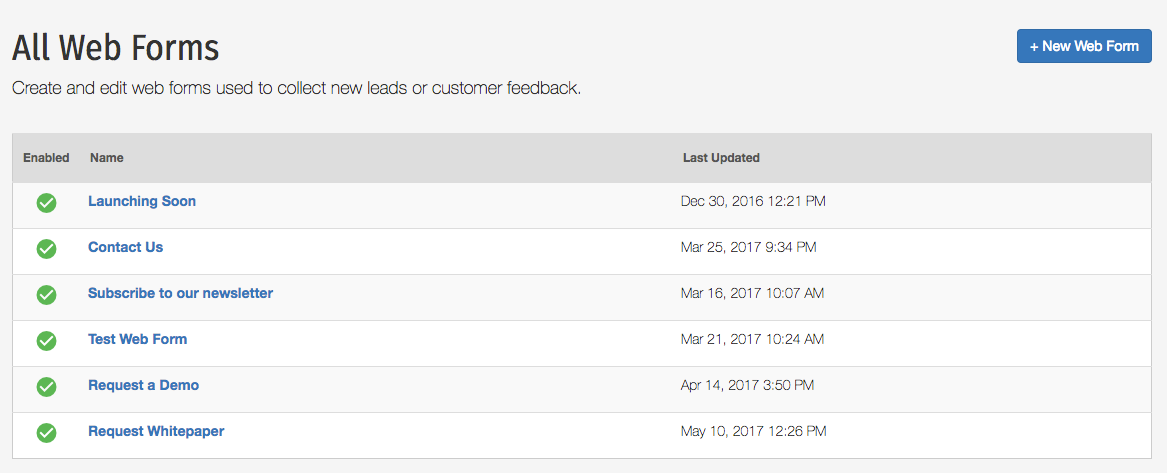 All Web Forms
+ New Web Form
Create and edit web forms used to collect new leads or customer feedback.
Enabled Name Last Updated
Launching Soon Dec 30, 2016 12:21 PM
Contact Us Mar 25, 2017 9:34 PM
Subscribe to our newsletter Mar 16, 2017 10:07 AM
Test Web Form Mar 21, 2017 10:24 AM
Request a Demo Apr 14, 2017 3:50 PM
Request Whitepaper May 10, 2017 12:26 PM